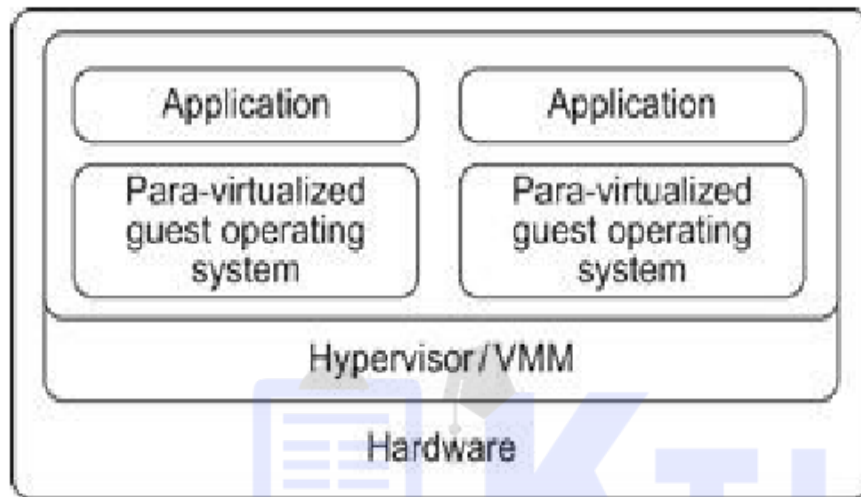 Application
Application
Para-virtualized
guest operating
system
Para-virtualized
guest operating
system
Hypervisor/VMM
Hardware